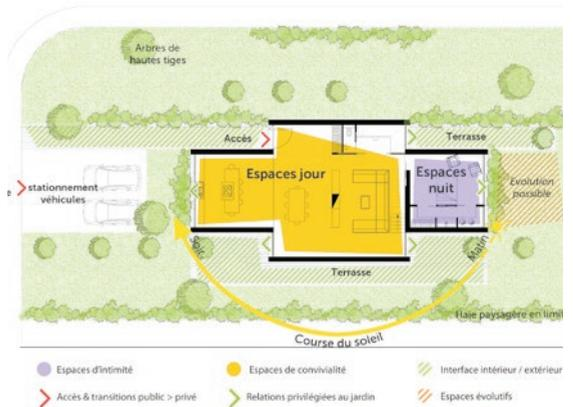 Arbres de
hautes tiges
Accès
Terrasse
Espaces jour
Espaces
nuit
Evolution
possible
e
stationnement
véhicules
Soir
Matin
Terrasse
Haie paysagère en limit
Course du soleil
Espaces d'intimité
Espaces de convivialité
Interface intérieur / extérieur
Accès & transitions public > privé
Relations privilégiées au jardin
Espaces évolutifs